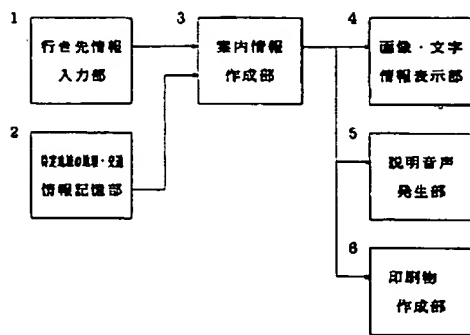 1
行き先情報
入力部
2
情報記憶部
3
案内情報
作成部
4
画像・文字
情報表示部
5
説明音声
発生部
6
印刷物
作成部